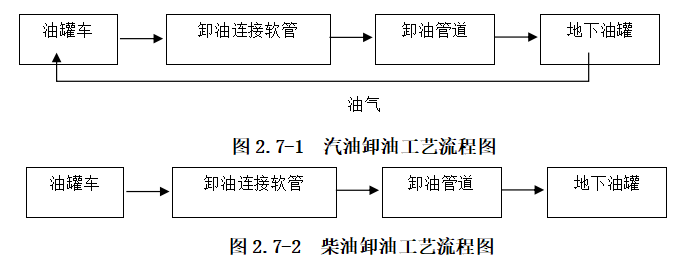 油罐车 卸油连接软管 卸油管道 地下油罐
油气
图 2.7-1 汽油卸油工艺流程图
油罐车 卸油连接软管 卸油管道 地下油罐
图 2.7-2 柴油卸油工艺流程图